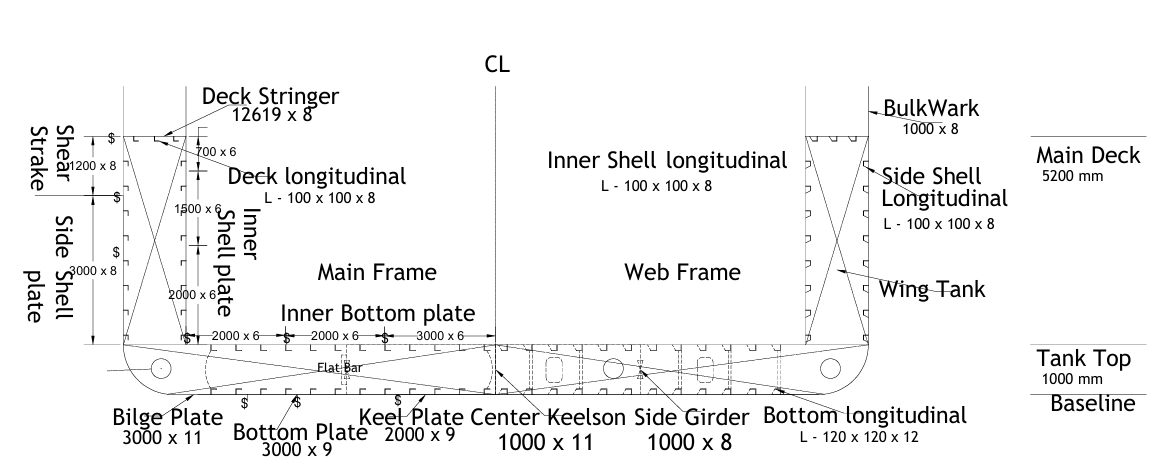 CL
Deck Stringer
12619 x 8
BulkWark
1000 x 8
$
Shear
Strake
1200 x 8
700 x 6
Inner Shell longitudinal
L - 100 x 100 x 8
Main Deck
5200 mm
Deck longitudinal
L - 100 x 100 x 8
Side Shell
Longitudinal
L - 100 x 100 x 8
$
1500 x 6
Inner
Shell plate
Side Shell
plate
$
3000 x 8
Main Frame
Web Frame
2000 x 6
Wing Tank
Inner Bottom plate
$
2000 x 6
$
2000 x 6
$
3000 x 6
Tank Top
1000 mm
Flat Bar
Baseline
$
$
$
Bilge Plate
3000 x 11
Bottom Plate
3000 x 9
Keel Plate
2000 x 9
Center Keelson
1000 x 11
Side Girder
1000 x 8
Bottom longitudinal
L - 120 x 120 x 12